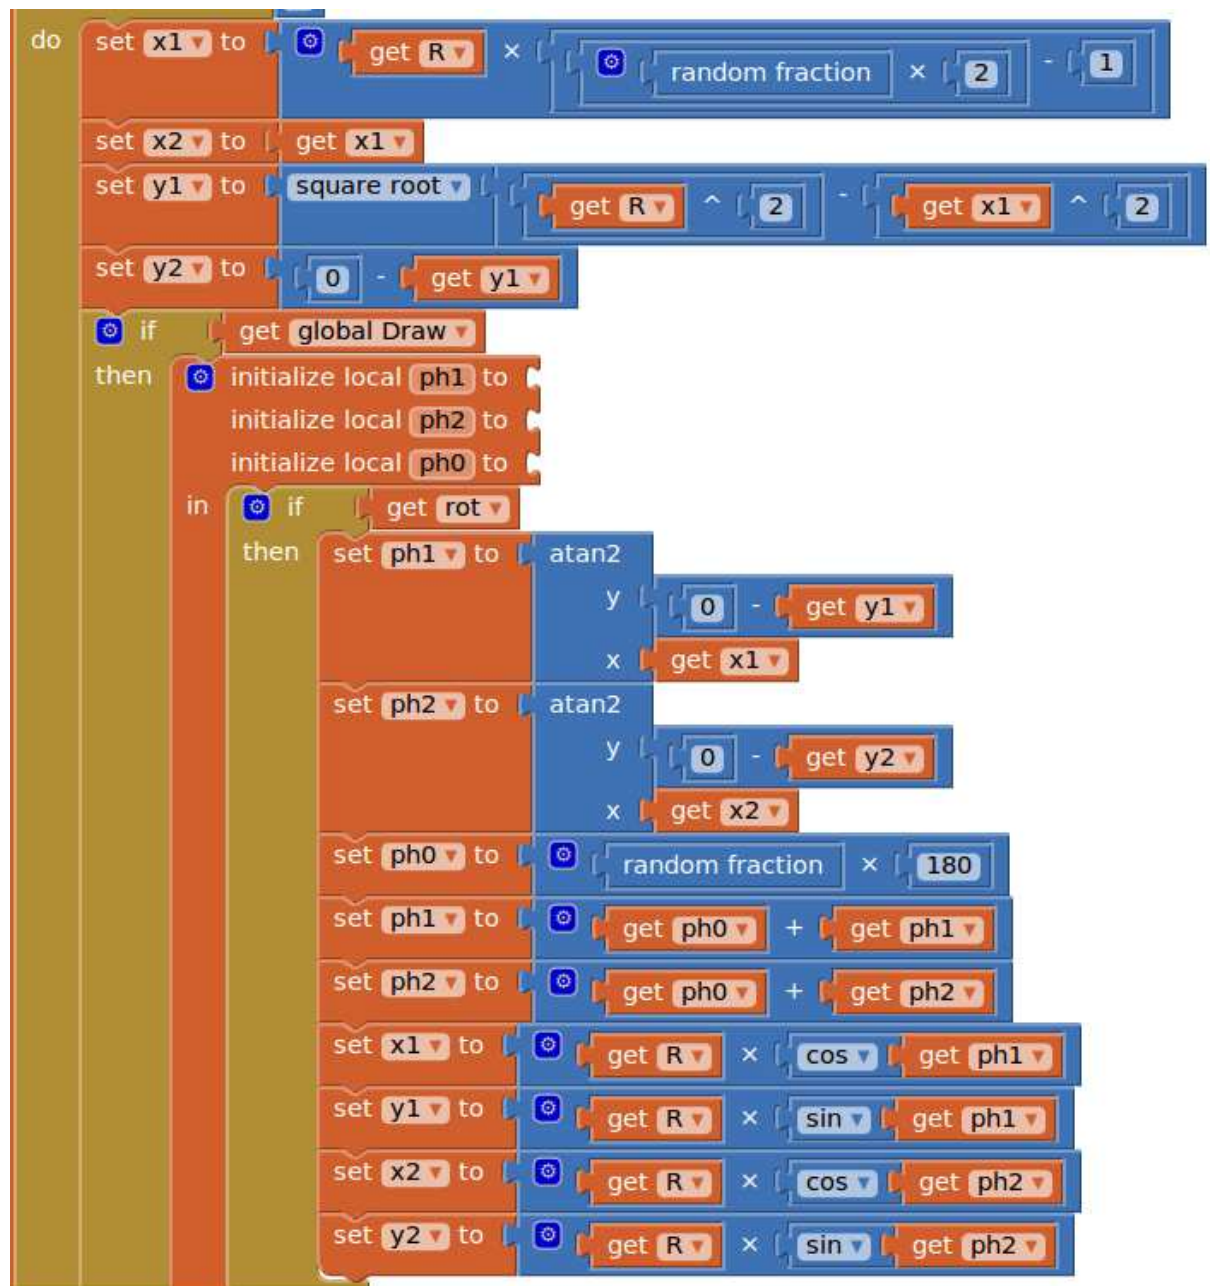 do set x1 to get R × random fraction × 2 - 1
set x2 to get x1
set y1 to square root get R ^ 2 - get x1 ^ 2
set y2 to 0 - get y1
if get global Draw
then initialize local ph1 to
initialize local ph2 to
initialize local ph0 to
in if get rot
then set ph1 to atan2
y 0 - get y1
x get x1
set ph2 to atan2
y 0 - get y2
x get x2
set ph0 to random fraction × 180
set ph1 to get ph0 + get ph1
set ph2 to get ph0 + get ph2
set x1 to get R × cos get ph1
set y1 to get R × sin get ph1
set x2 to get R × cos get ph2
set y2 to get R × sin get ph2